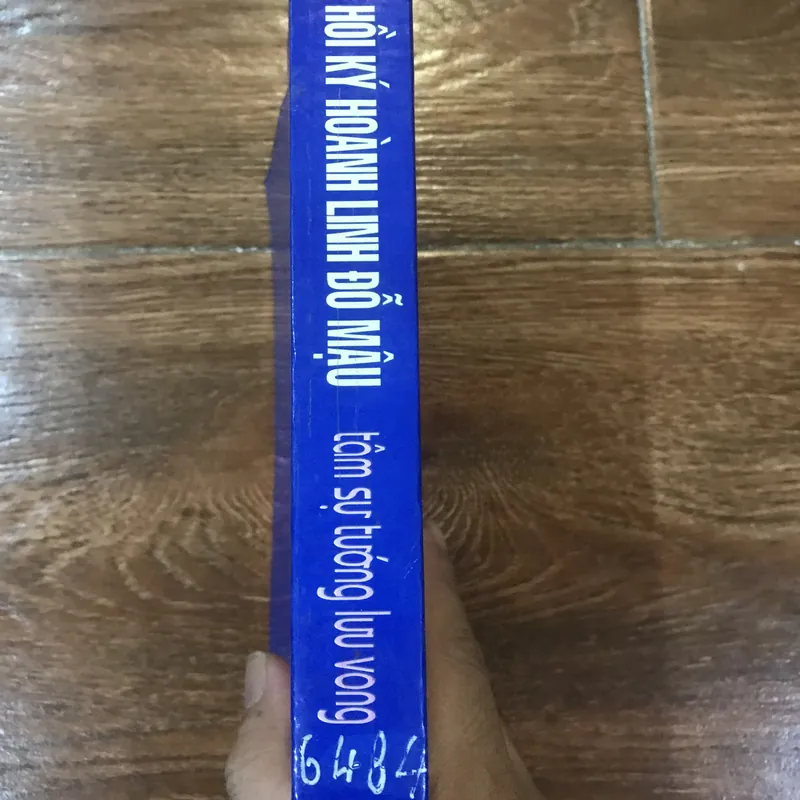 HỒI KÝ HOÀNH LINH ĐỖ MẬU
tâm sự tướng lưu vong
6484